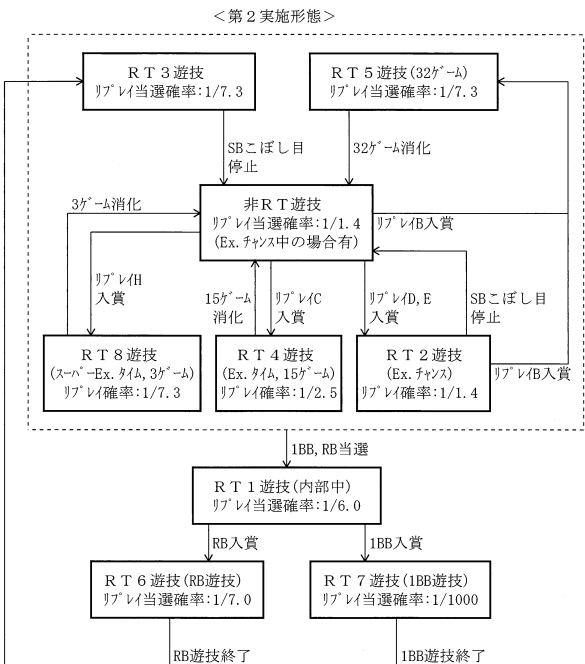 ＜第２実施形態＞
ＲＴ３遊技
ﾘﾌﾟﾚｲ当選確率:1/7.3
ＲＴ５遊技(32ｹﾞｰﾑ)
ﾘﾌﾟﾚｲ当選確率:1/7.3
SBこぼし目
停止
32ｹﾞｰﾑ消化
3ｹﾞｰﾑ消化
非ＲＴ遊技
ﾘﾌﾟﾚｲ当選確率:1/1.4
(Ex.ﾁｬﾝｽ中の場合有)
ﾘﾌﾟﾚｲB入賞
ﾘﾌﾟﾚｲH
入賞
15ｹﾞｰﾑ
消化
ﾘﾌﾟﾚｲC
入賞
ﾘﾌﾟﾚｲD,E
入賞
SBこぼし目
停止
ＲＴ８遊技
(ｽｰﾊﾟｰEx.ﾀｲﾑ,3ｹﾞｰﾑ)
ﾘﾌﾟﾚｲ確率:1/7.3
ＲＴ４遊技
(Ex.ﾀｲﾑ,15ｹﾞｰﾑ)
ﾘﾌﾟﾚｲ確率:1/2.5
ＲＴ２遊技
(Ex.ﾁｬﾝｽ)
ﾘﾌﾟﾚｲ確率:1/1.4
ﾘﾌﾟﾚｲB入賞
1BB,RB当選
ＲＴ１遊技(内部中)
ﾘﾌﾟﾚｲ当選確率:1/6.0
RB入賞
1BB入賞
ＲＴ６遊技(RB遊技)
ﾘﾌﾟﾚｲ当選確率:1/7.0
ＲＴ７遊技(1BB遊技)
ﾘﾌﾟﾚｲ当選確率:1/1000
RB遊技終了
1BB遊技終了